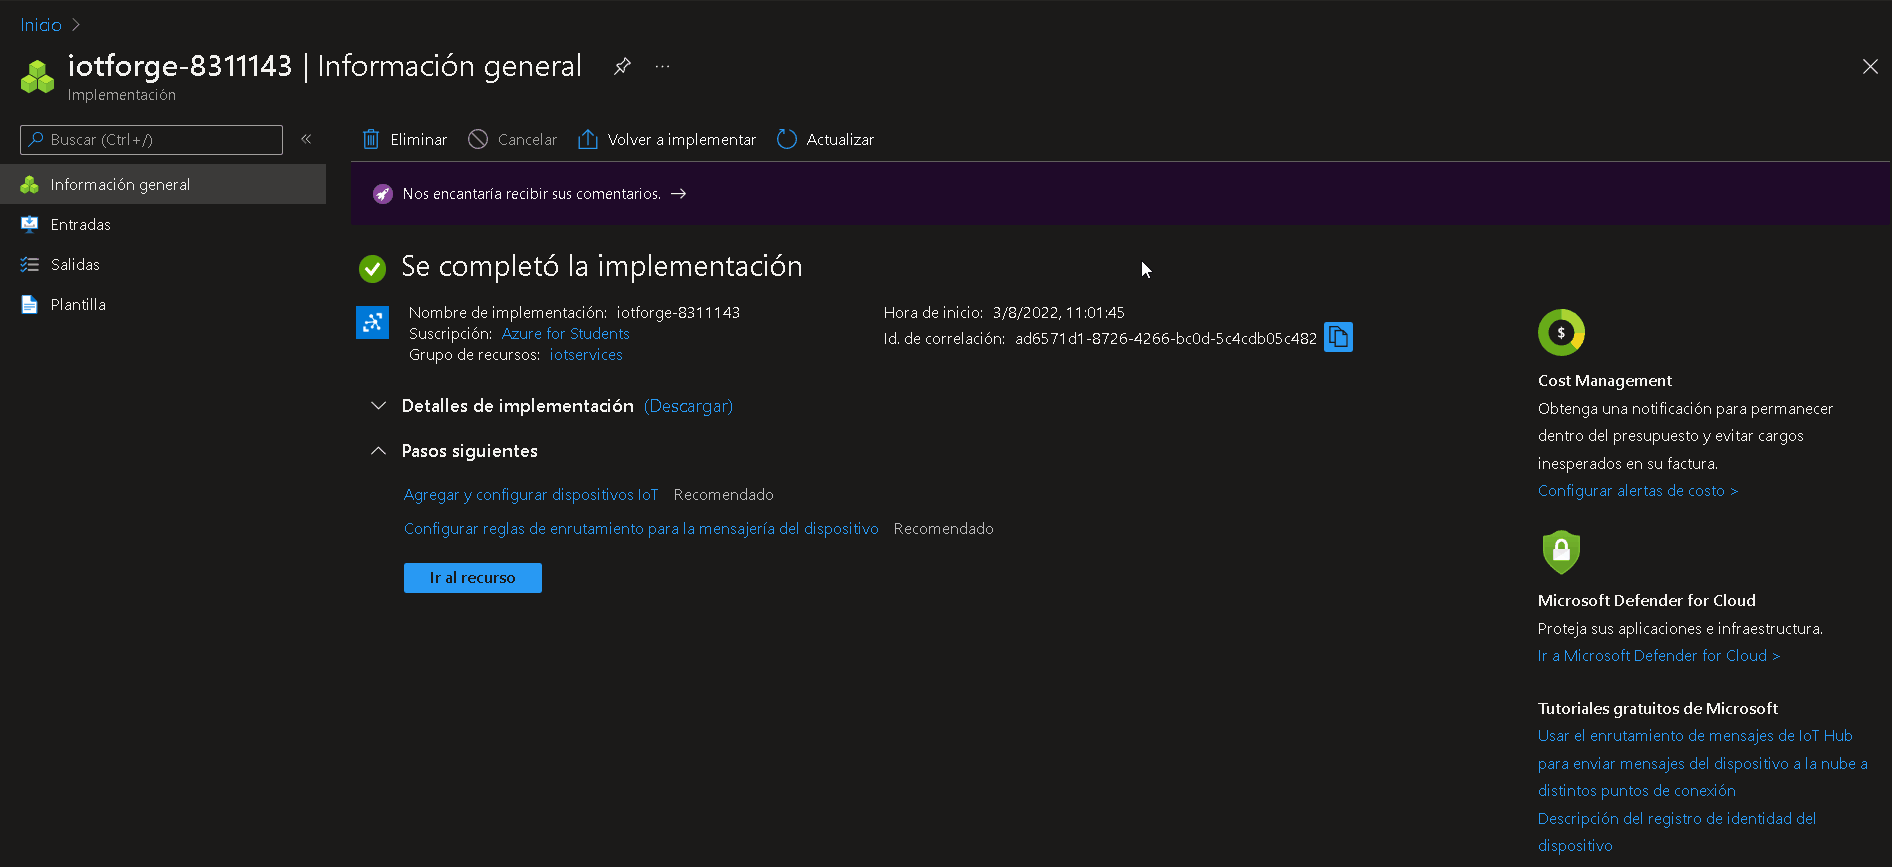 Inicio
iotforge-8311143 | Información general
Implementación
Buscar (Ctrl+/)
Información general
Entradas
Salidas
Plantilla
Eliminar Cancelar Volver a implementar Actualizar
Nos encantaría recibir sus comentarios. →
Se completó la implementación
Nombre de implementación: iotforge-8311143
Suscripción: Azure for Students
Grupo de recursos: iotservices
Hora de inicio: 3/8/2022, 11:01:45
Id. de correlación: ad6571d1-8726-4266-bc0d-5c4cdb05c482
Detalles de implementación (Descargar)
Pasos siguientes
Agregar y configurar dispositivos IoT Recomendado
Configurar reglas de enrutamiento para la mensajería del dispositivo Recomendado
Ir al recurso
Cost Management
Obtenga una notificación para permanecer
dentro del presupuesto y evitar cargos
inesperados en su factura.
Configurar alertas de costo >
Microsoft Defender for Cloud
Proteja sus aplicaciones e infraestructura.
Ir a Microsoft Defender for Cloud >
Tutoriales gratuitos de Microsoft
Usar el enrutamiento de mensajes de IoT Hub
para enviar mensajes del dispositivo a la nube a
distintos puntos de conexión
Descripción del registro de identidad del
dispositivo